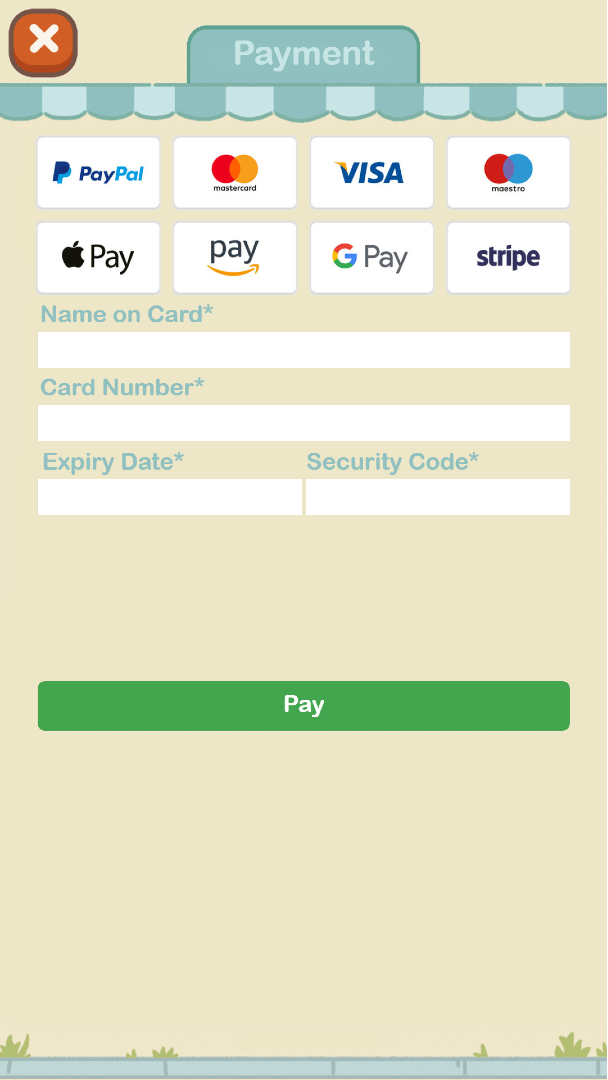 Payment
PayPal
mastercard
VISA
maestro
Pay
pay
G Pay
stripe
Name on Card*
Card Number*
Expiry Date*
Security Code*
Pay